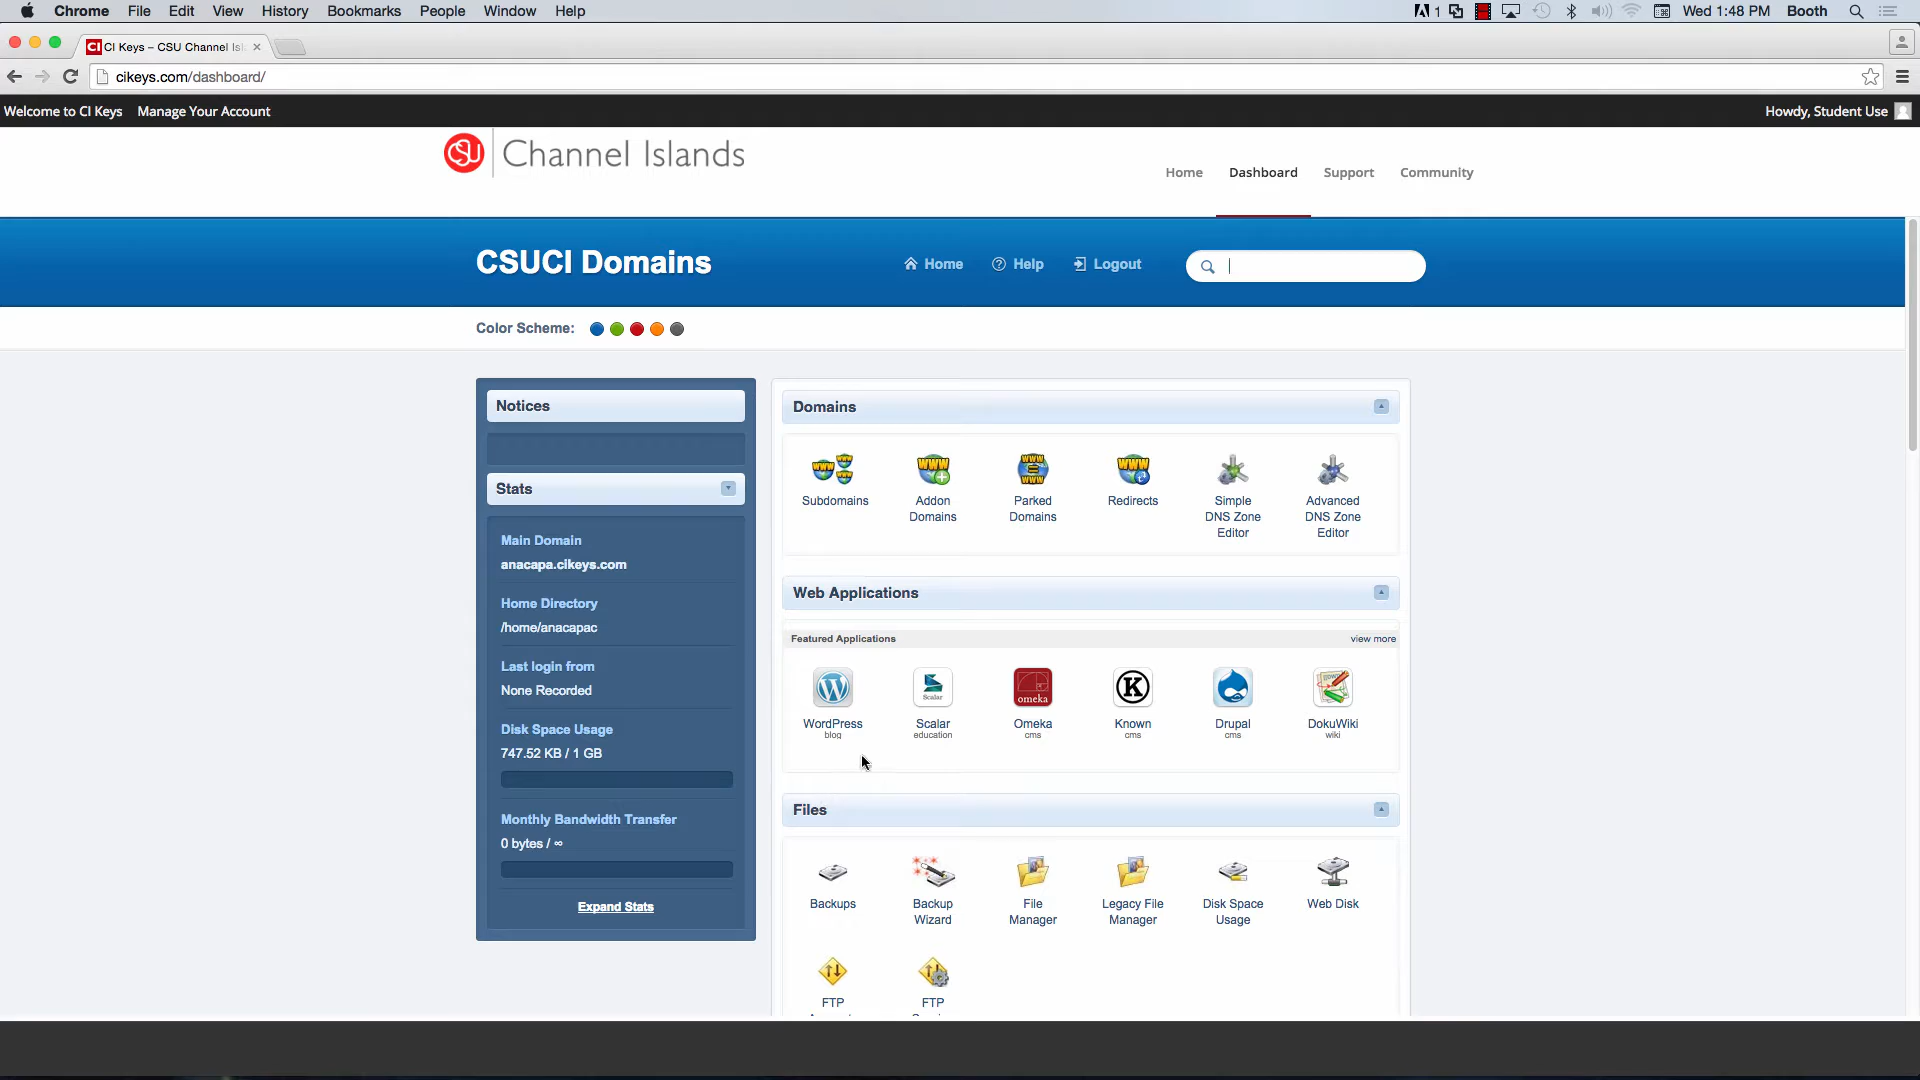 Chrome File Edit View History Bookmarks People Window Help
1 Wed 1:48 PM Booth
CI CI Keys – CSU Channel Isl
cikeys.com/dashboard/
Welcome to CI Keys Manage Your Account
Howdy, Student Use
CSU Channel Islands
Home Dashboard Support Community
CSUCI Domains
Home Help Logout
Color Scheme:
Notices
Stats
Main Domain
anacapa.cikeys.com
Home Directory
/home/anacapac
Last login from
None Recorded
Disk Space Usage
747.52 KB / 1 GB
Monthly Bandwidth Transfer
0 bytes / ∞
Expand Stats
Domains
Subdomains
Addon
Domains
Parked
Domains
Redirects
Simple
DNS Zone
Editor
Advanced
DNS Zone
Editor
Web Applications
Featured Applications view more
WordPress
blog
Scalar
Scalar
education
omeka
Omeka
cms
K
Known
cms
Drupal
cms
DokuWiki
wiki
Files
Backups
Backup
Wizard
File
Manager
Legacy File
Manager
Disk Space
Usage
Web Disk
FTP
FTP